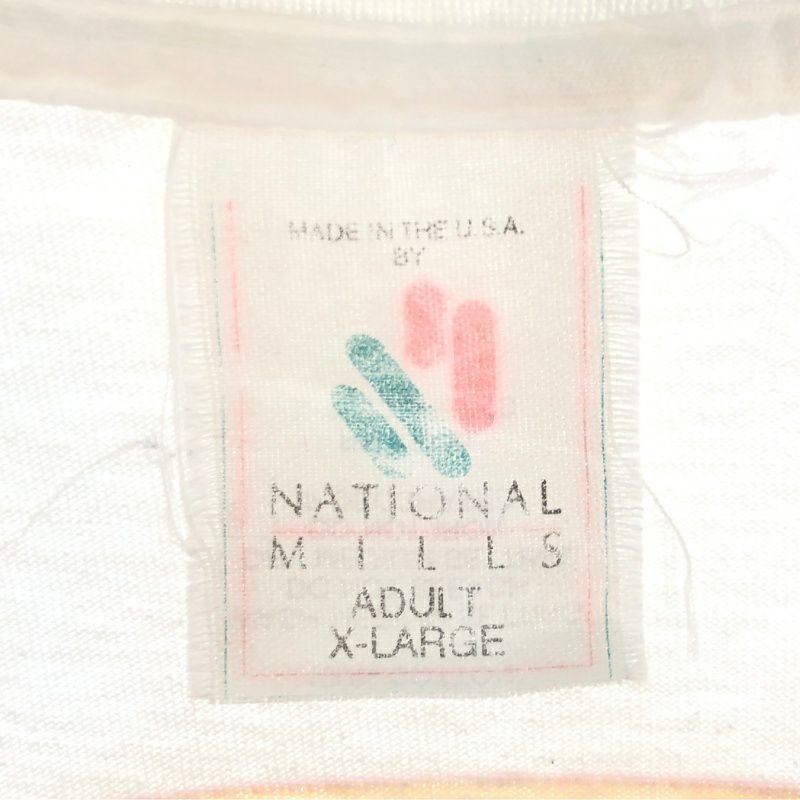 MADE IN THE U.S.A.
BY
NATIONAL
MILLS
ADULT
X-LARGE